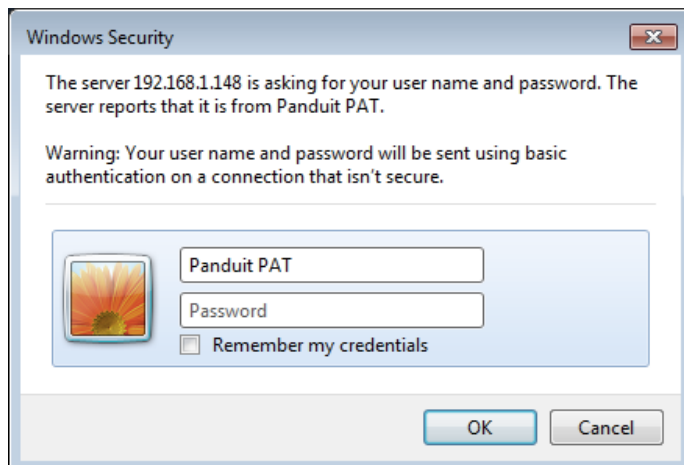 Windows Security
The server 192.168.1.148 is asking for your user name and password. The
server reports that it is from Panduit PAT.
Warning: Your user name and password will be sent using basic
authentication on a connection that isn't secure.
Panduit PAT
Password
Remember my credentials
OK
Cancel